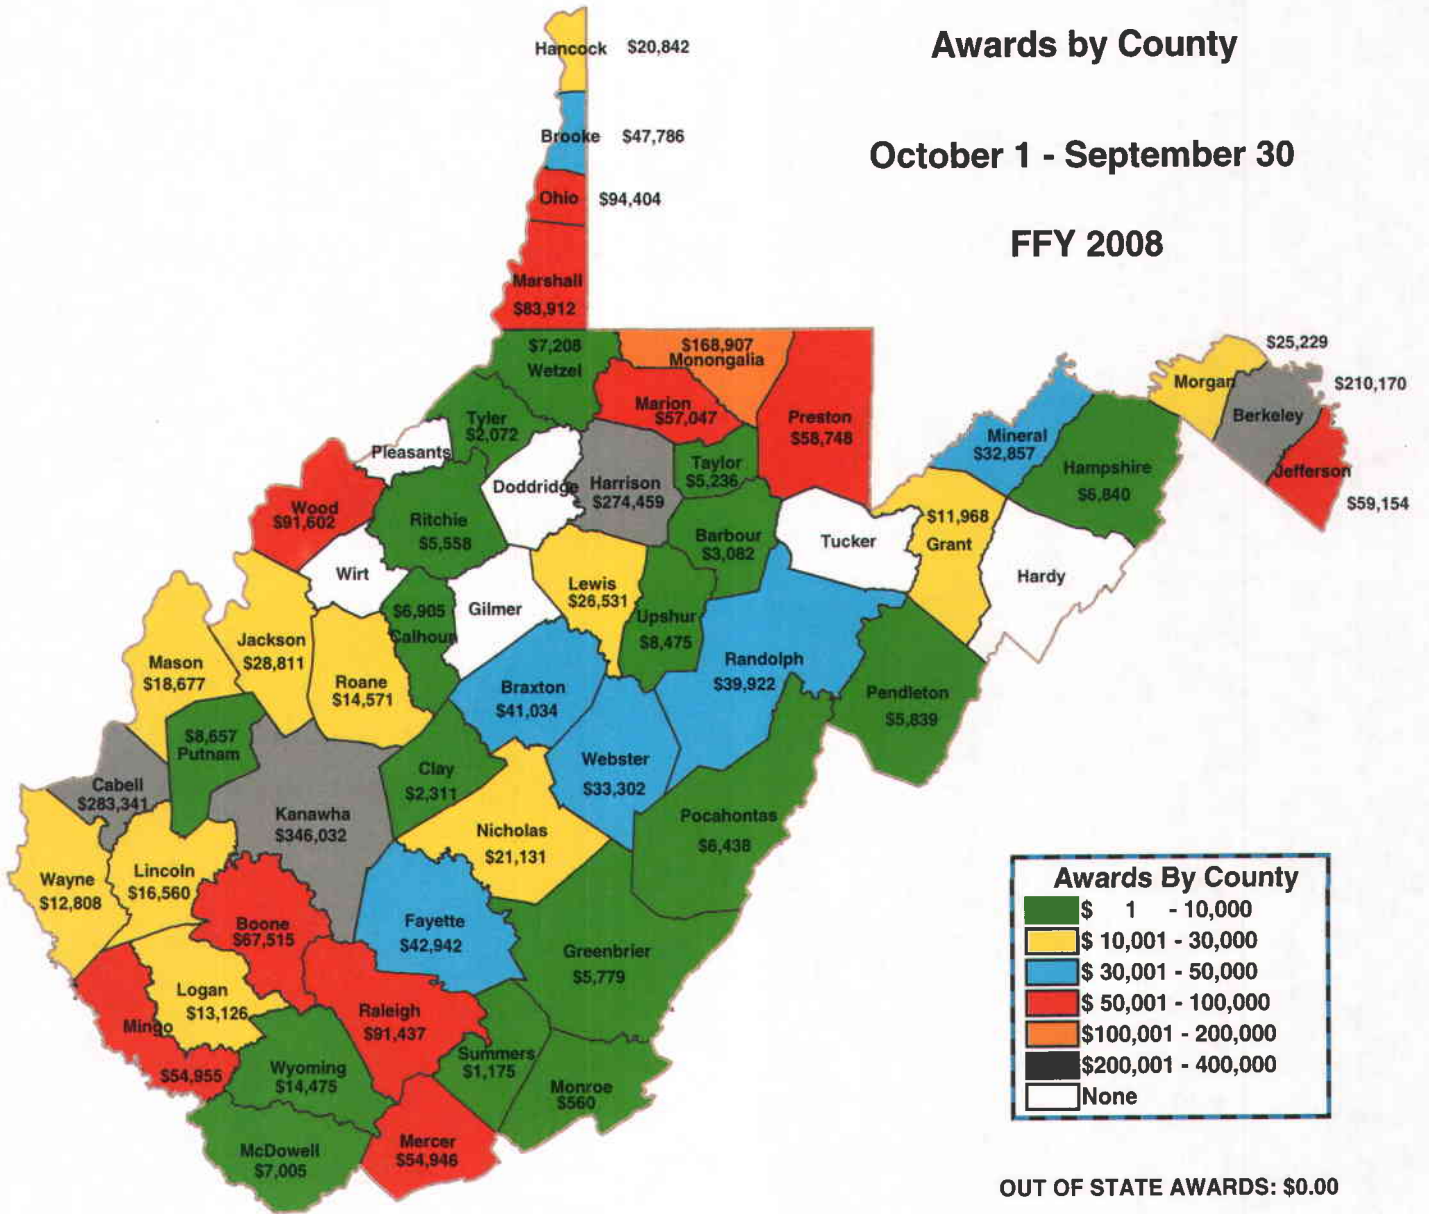 Awards by County
October 1 - September 30
FFY 2008
Hancock $20,842
Brooke $47,786
Ohio $94,404
Marshall
$83,912
$7,208
Wetzel
$168,907
Monongalia
Marion
$57,047
Preston
$58,748
Tyler
$2,072
Pleasants
Doddridge
Harrison
$274,459
Taylor
$5,236
Mineral
$32,857
Hampshire
$6,840
Morgan
$25,229
Berkeley
$210,170
Jefferson
$59,154
Wood
$91,602
Ritchie
$5,558
Barbour
$3,082
Tucker
$11,968
Grant
Hardy
Wirt
$6,905
Calhoun
Gilmer
Lewis
$26,531
Upshur
$8,475
Jackson
$28,811
Mason
$18,677
Roane
$14,571
Braxton
$41,034
Randolph
$39,922
Pendleton
$5,839
$8,657
Putnam
Cabell
$283,341
Kanawha
$346,032
Clay
$2,311
Webster
$33,302
Pocahontas
$6,438
Nicholas
$21,131
Wayne
$12,808
Lincoln
$16,560
Boone
$67,515
Fayette
$42,942
Greenbrier
$5,779
Logan
$13,126
Mingo
$54,955
Raleigh
$91,437
Wyoming
$14,475
Summers
$1,175
Monroe
$560
McDowell
$7,005
Mercer
$54,946
Awards By County
$ 1 - 10,000
$ 10,001 - 30,000
$ 30,001 - 50,000
$ 50,001 - 100,000
$100,001 - 200,000
$200,001 - 400,000
None
OUT OF STATE AWARDS: $0.00